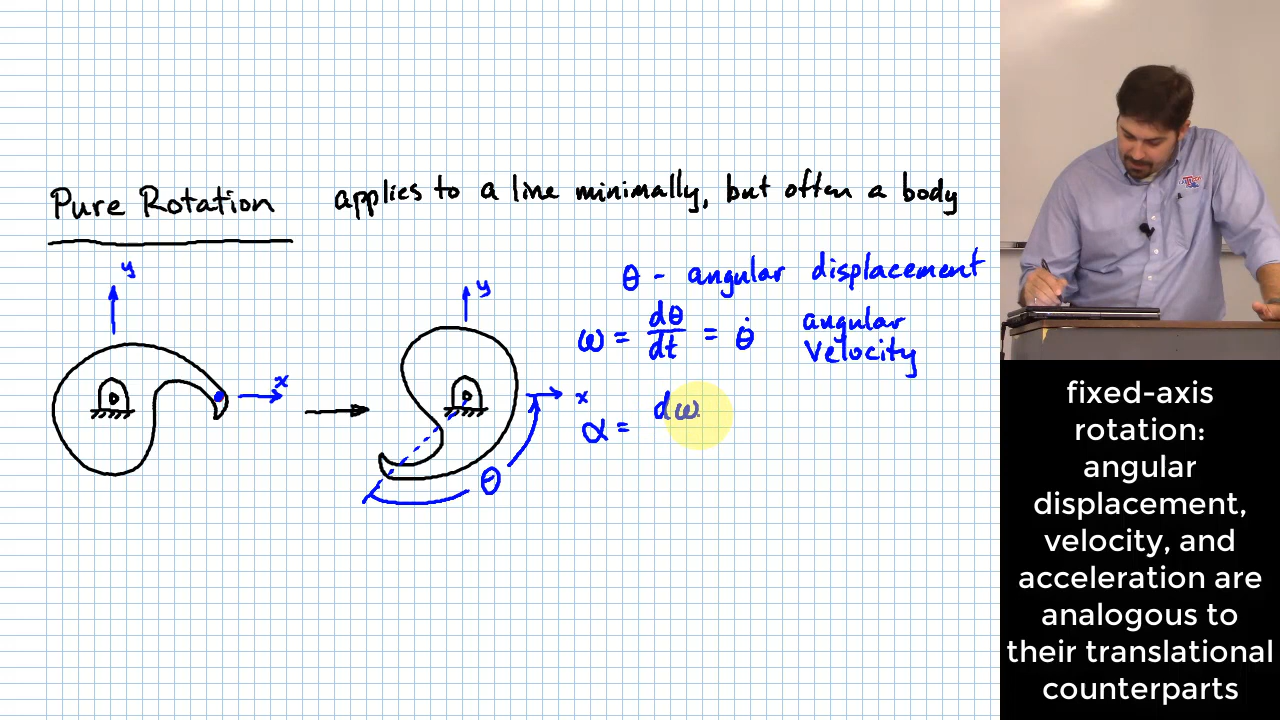 Pure Rotation applies to a line minimally, but often a body
θ - angular displacement
ω = dθ/dt = θ̇ angular velocity
α = dω
y
x
y
x
θ
fixed-axis
rotation:
angular
displacement,
velocity, and
acceleration are
analogous to
their translational
counterparts